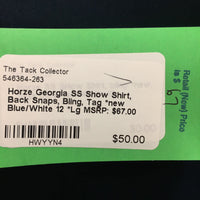 The Tack Collector
546364-263
Horze Georgia SS Show Shirt,
Back Snaps, Bling, Tag *new
Blue/White 12 *Lg MSRP: $67.00
HWYYN4
$50.00
Retail (New) Price
is $ 67